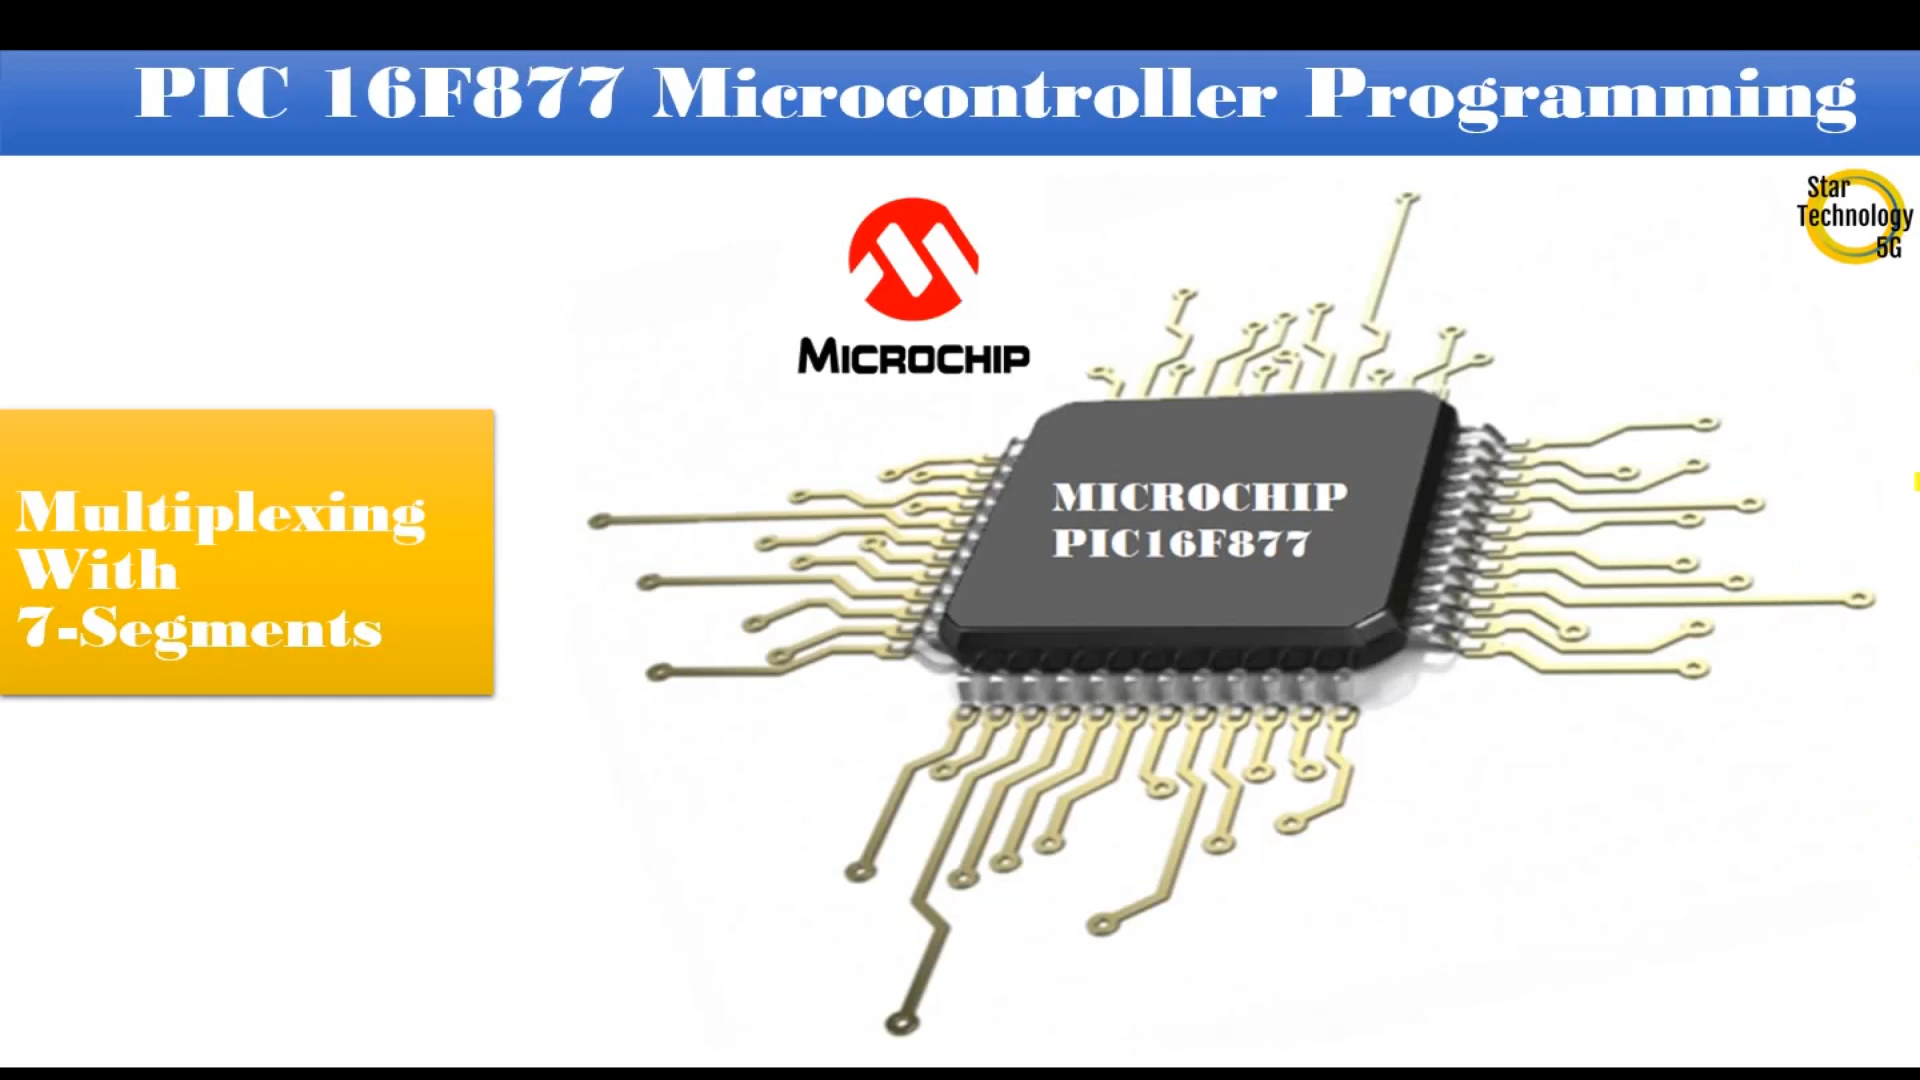 PIC 16F877 Microcontroller Programming
Star
Technology
5G
MICROCHIP
MICROCHIP
PIC16F877
Multiplexing
With
7-Segments